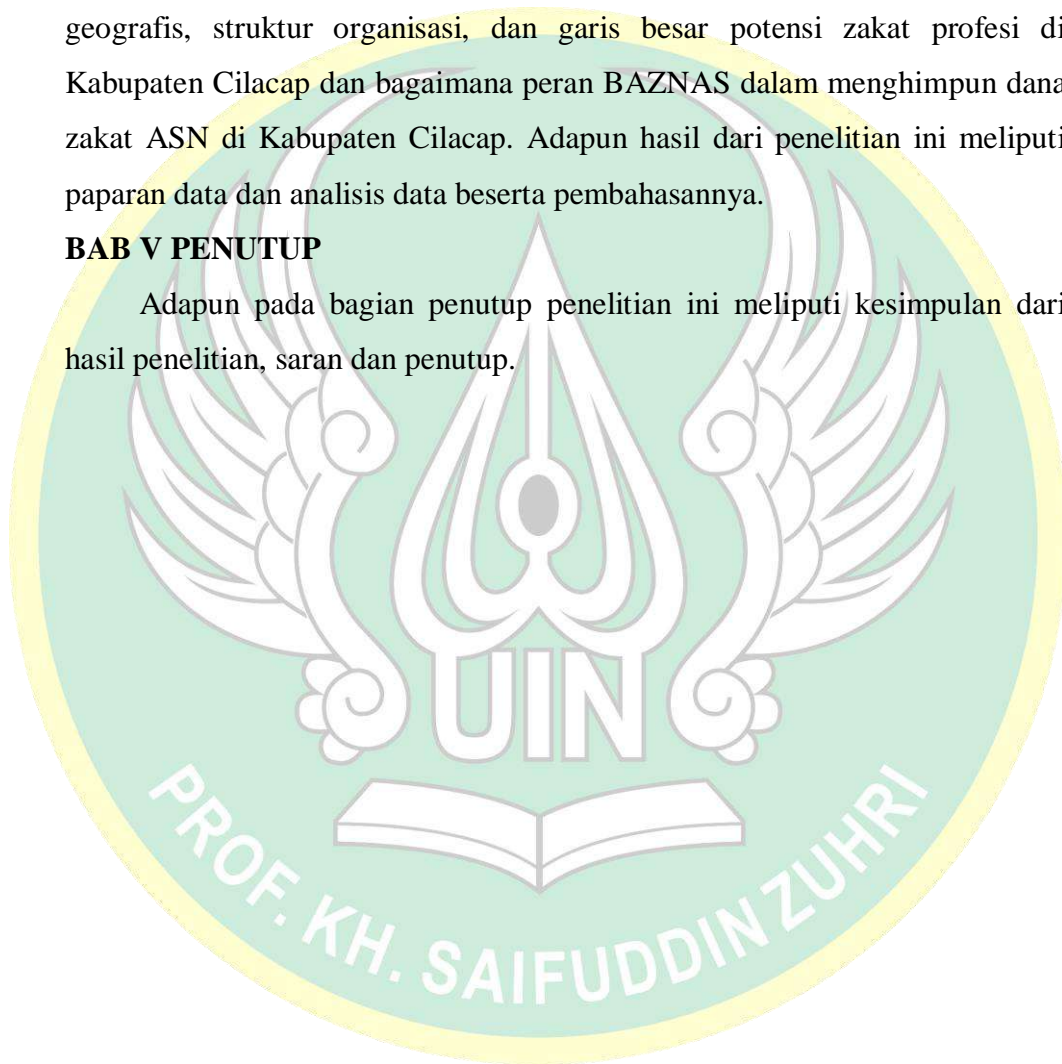 geografis, struktur organisasi, dan garis besar potensi zakat profesi di
Kabupaten Cilacap dan bagaimana peran BAZNAS dalam menghimpun dana
zakat ASN di Kabupaten Cilacap. Adapun hasil dari penelitian ini meliputi
paparan data dan analisis data beserta pembahasannya.
BAB V PENUTUP
Adapun pada bagian penutup penelitian ini meliputi kesimpulan dari
hasil penelitian, saran dan penutup.
UIN
PROF. KH. SAIFUDDIN ZUHRI